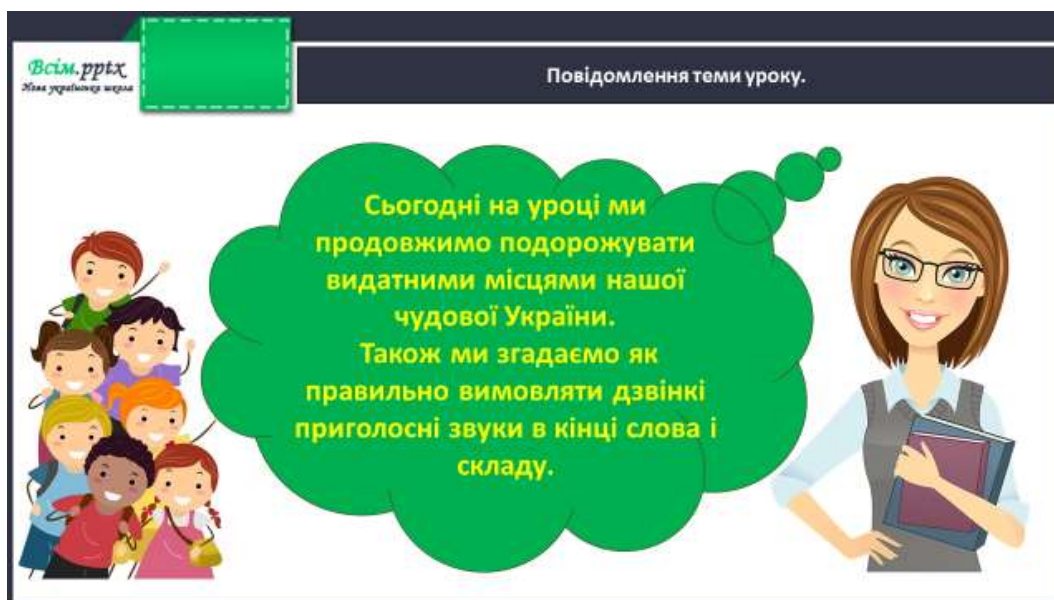 Всім.pptx
Нова українська школа
Повідомлення теми уроку.
Сьогодні на уроці ми
продовжимо подорожувати
видатними місцями нашої
чудової України.
Також ми згадаємо як
правильно вимовляти дзвінкі
приголосні звуки в кінці слова і
складу.